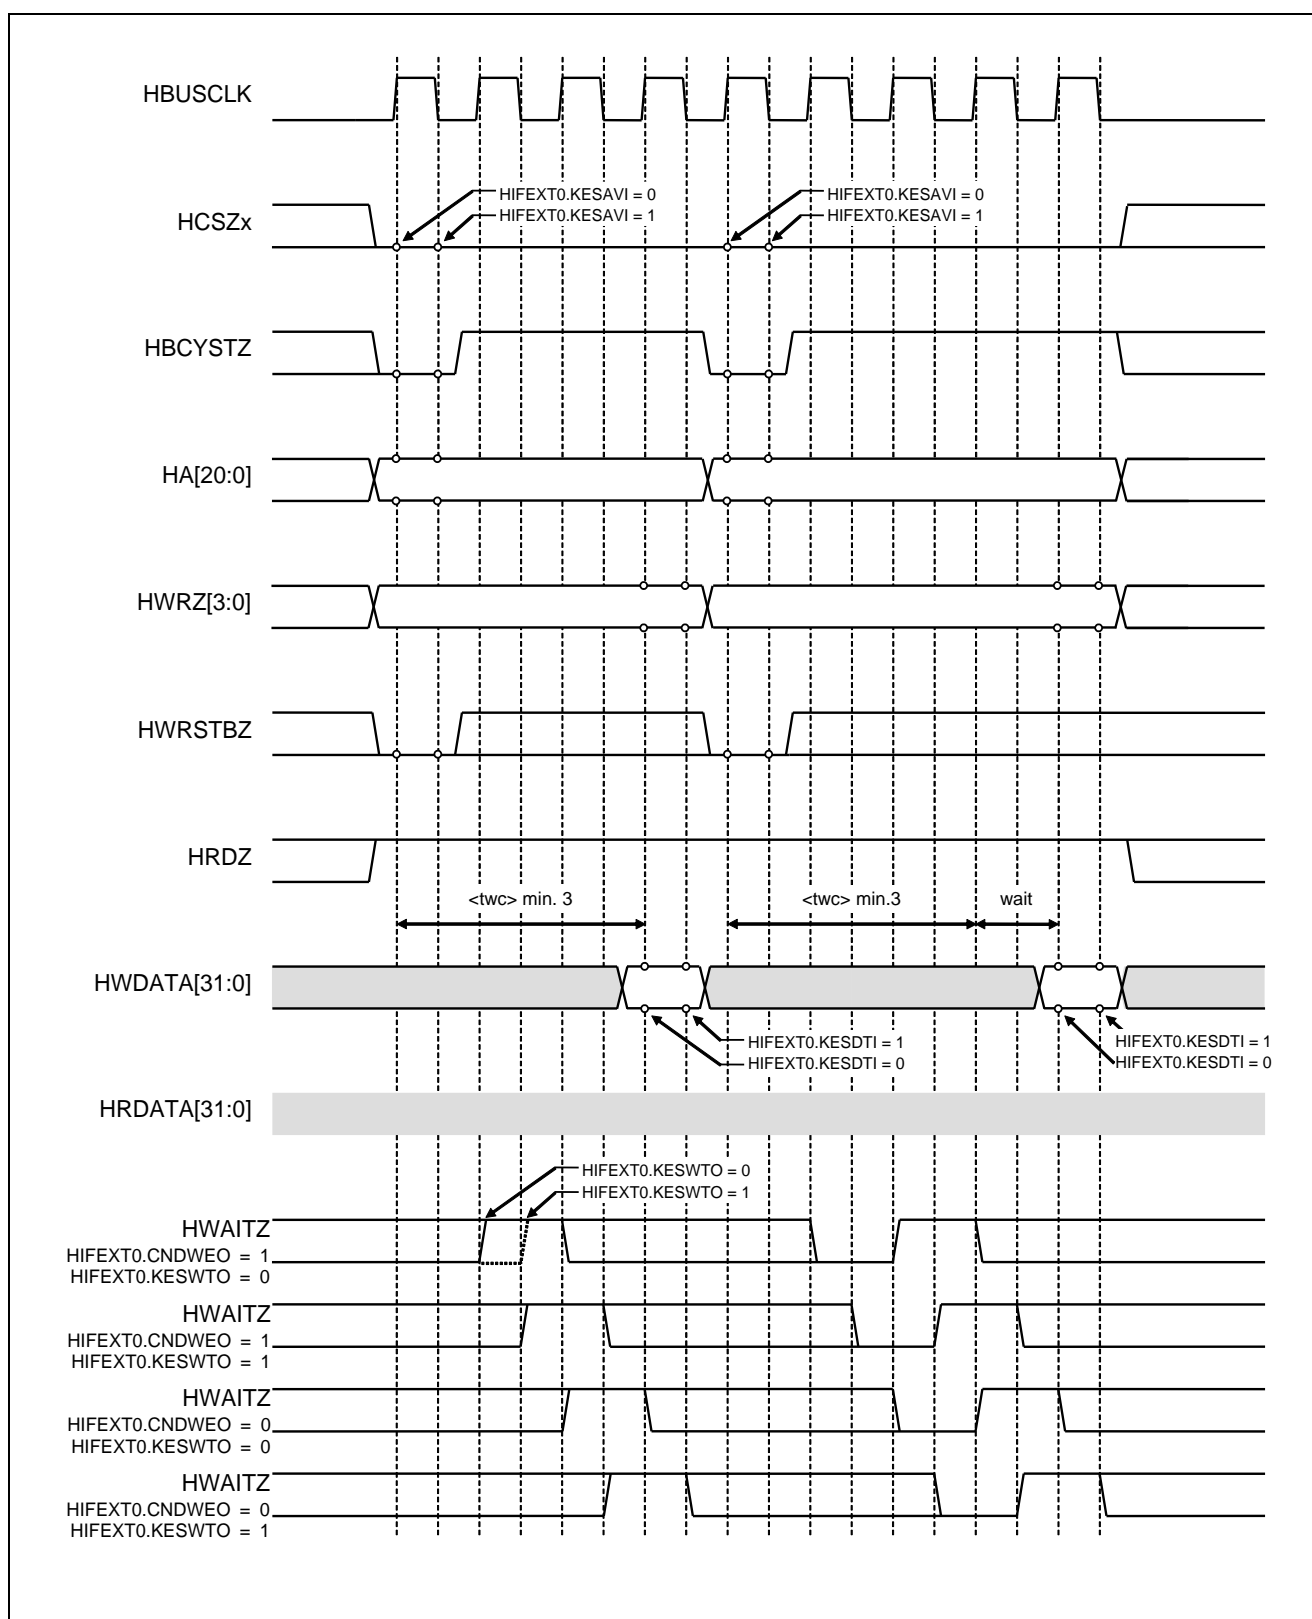 HBUSCLK
HIFEXT0.KESAVI = 0
HIFEXT0.KESAVI = 0
HCSZx
HIFEXT0.KESAVI = 1
HIFEXT0.KESAVI = 1
HBCYSTZ
HA[20:0]
HWRZ[3:0]
HWRSTBZ
HRDZ
<twc> min. 3
<twc> min.3
wait
HWDATA[31:0]
HIFEXT0.KESDTI = 1
HIFEXT0.KESDTI = 1
HIFEXT0.KESDTI = 0
HIFEXT0.KESDTI = 0
HRDATA[31:0]
HIFEXT0.KESWTO = 0
HIFEXT0.KESWTO = 1
HWAITZ
HIFEXT0.CNDWEO = 1
HIFEXT0.KESWTO = 0
HWAITZ
HIFEXT0.CNDWEO = 1
HIFEXT0.KESWTO = 1
HWAITZ
HIFEXT0.CNDWEO = 0
HIFEXT0.KESWTO = 0
HWAITZ
HIFEXT0.CNDWEO = 0
HIFEXT0.KESWTO = 1